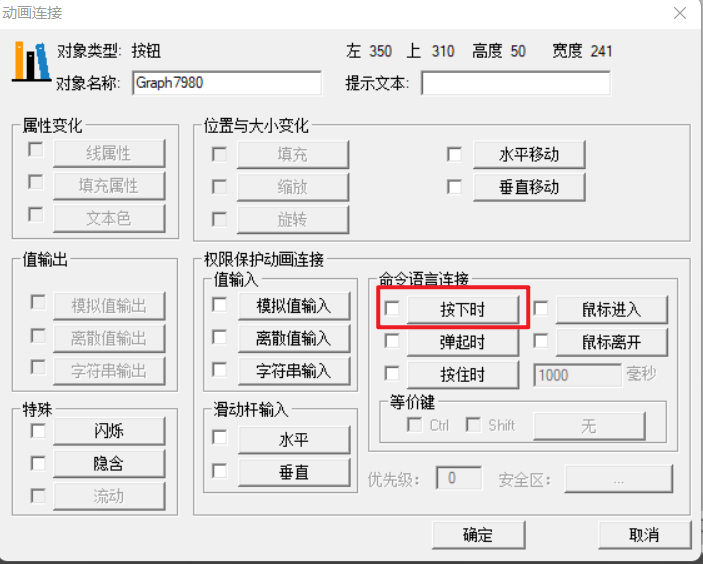 动画连接
对象类型: 按钮 左 350 上 310 高度 50 宽度 241
对象名称: Graph7980 提示文本:
属性变化
线属性
填充属性
文本色
位置与大小变化
填充 水平移动
缩放 垂直移动
旋转
值输出
模拟值输出
离散值输出
字符串输出
权限保护动画连接
值输入
模拟值输入
离散值输入
字符串输入
命令语言连接
按下时 鼠标进入
弹起时 鼠标离开
按住时 1000 毫秒
等价键
Ctrl Shift 无
特殊
闪烁
隐含
流动
滑动杆输入
水平
垂直
优先级: 0 安全区: ...
确定 取消